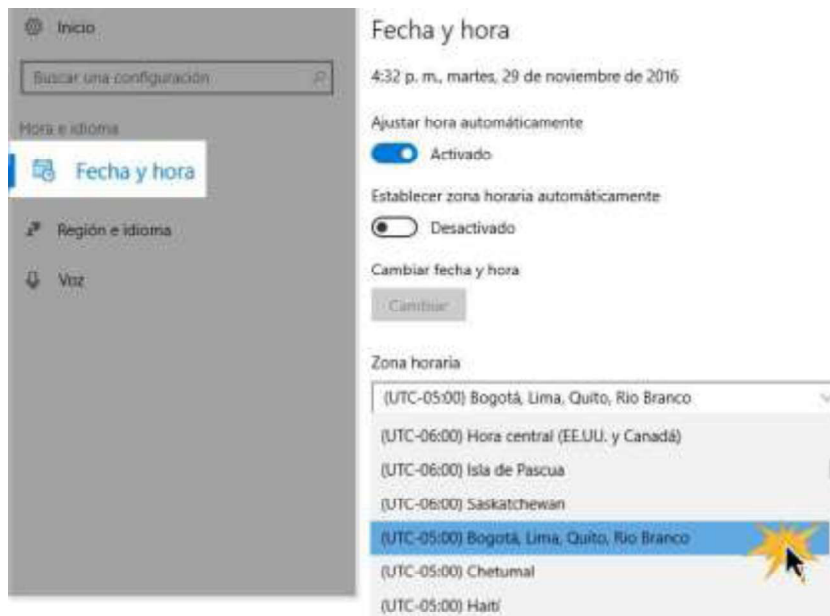 Inicio
Buscar una configuración
Hora e idioma
Fecha y hora
Región e idioma
Voz
Fecha y hora
4:32 p. m., martes, 29 de noviembre de 2016
Ajustar hora automáticamente
Activado
Establecer zona horaria automáticamente
Desactivado
Cambiar fecha y hora
Cambiar
Zona horaria
(UTC-05:00) Bogotá, Lima, Quito, Rio Branco
(UTC-06:00) Hora central (EE.UU. y Canadá)
(UTC-06:00) Isla de Pascua
(UTC-06:00) Saskatchewan
(UTC-05:00) Bogotá, Lima, Quito, Rio Branco
(UTC-05:00) Chetumal
(UTC-05:00) Haití